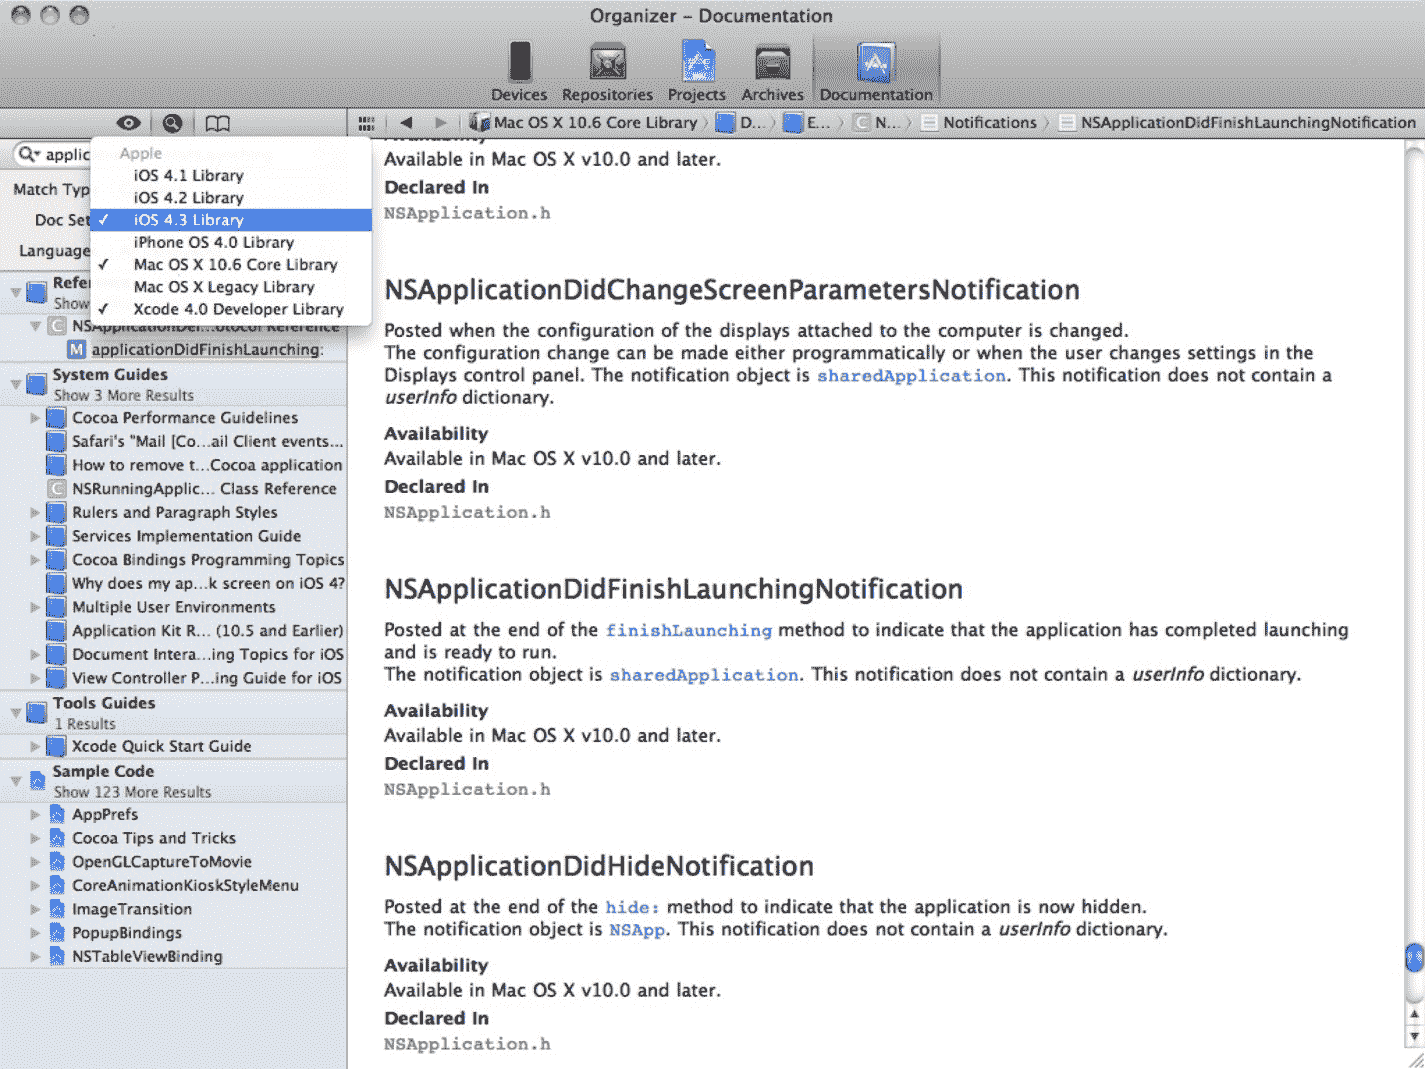 Organizer – Documentation
Devices Repositories Projects Archives Documentation
Mac OS X 10.6 Core Library D... E... C N... Notifications NSApplicationDidFinishLaunchingNotification
applic
Match Typ
Doc Set
Language
Apple
iOS 4.1 Library
iOS 4.2 Library
✓ iOS 4.3 Library
iPhone OS 4.0 Library
✓ Mac OS X 10.6 Core Library
Mac OS X Legacy Library
✓ Xcode 4.0 Developer Library
Refe
Show
C NSApplicationDel...otocol Reference
M applicationDidFinishLaunching:
System Guides
Show 3 More Results
Cocoa Performance Guidelines
Safari's "Mail [Co...ail Client events...
How to remove t...Cocoa application
C NSRunningApplic... Class Reference
Rulers and Paragraph Styles
Services Implementation Guide
Cocoa Bindings Programming Topics
Why does my ap...k screen on iOS 4?
Multiple User Environments
Application Kit R... (10.5 and Earlier)
Document Intera...ing Topics for iOS
View Controller P...ing Guide for iOS
Tools Guides
1 Results
Xcode Quick Start Guide
Sample Code
Show 123 More Results
AppPrefs
Cocoa Tips and Tricks
OpenGLCaptureToMovie
CoreAnimationKioskStyleMenu
ImageTransition
PopupBindings
NSTableViewBinding
Available in Mac OS X v10.0 and later.
Declared In
NSApplication.h
NSApplicationDidChangeScreenParametersNotification
Posted when the configuration of the displays attached to the computer is changed.
The configuration change can be made either programmatically or when the user changes settings in the
Displays control panel. The notification object is sharedApplication. This notification does not contain a
userInfo dictionary.
Availability
Available in Mac OS X v10.0 and later.
Declared In
NSApplication.h
NSApplicationDidFinishLaunchingNotification
Posted at the end of the finishLaunching method to indicate that the application has completed launching
and is ready to run.
The notification object is sharedApplication. This notification does not contain a userInfo dictionary.
Availability
Available in Mac OS X v10.0 and later.
Declared In
NSApplication.h
NSApplicationDidHideNotification
Posted at the end of the hide: method to indicate that the application is now hidden.
The notification object is NSApp. This notification does not contain a userInfo dictionary.
Availability
Available in Mac OS X v10.0 and later.
Declared In
NSApplication.h